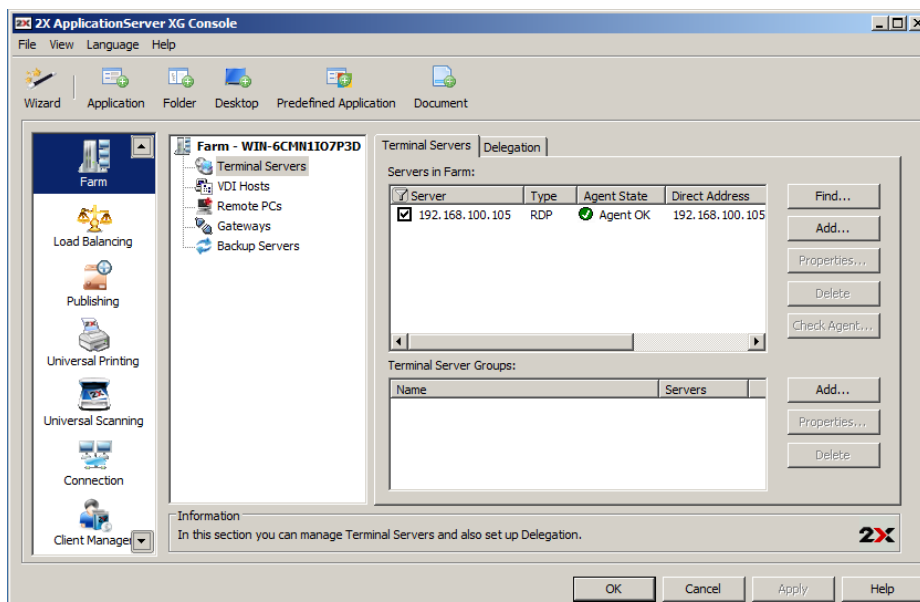 2X ApplicationServer XG Console
File View Language Help
Wizard Application Folder Desktop Predefined Application Document
Farm
Load Balancing
Publishing
Universal Printing
Universal Scanning
Connection
Client Manager
Farm - WIN-6CMN1IO7P3D
Terminal Servers
VDI Hosts
Remote PCs
Gateways
Backup Servers
Terminal Servers Delegation
Servers in Farm:
Server Type Agent State Direct Address
192.168.100.105 RDP Agent OK 192.168.100.105
Find...
Add...
Properties...
Delete
Check Agent...
Terminal Server Groups:
Name Servers
Add...
Properties...
Delete
Information
In this section you can manage Terminal Servers and also set up Delegation.
2X
OK Cancel Apply Help